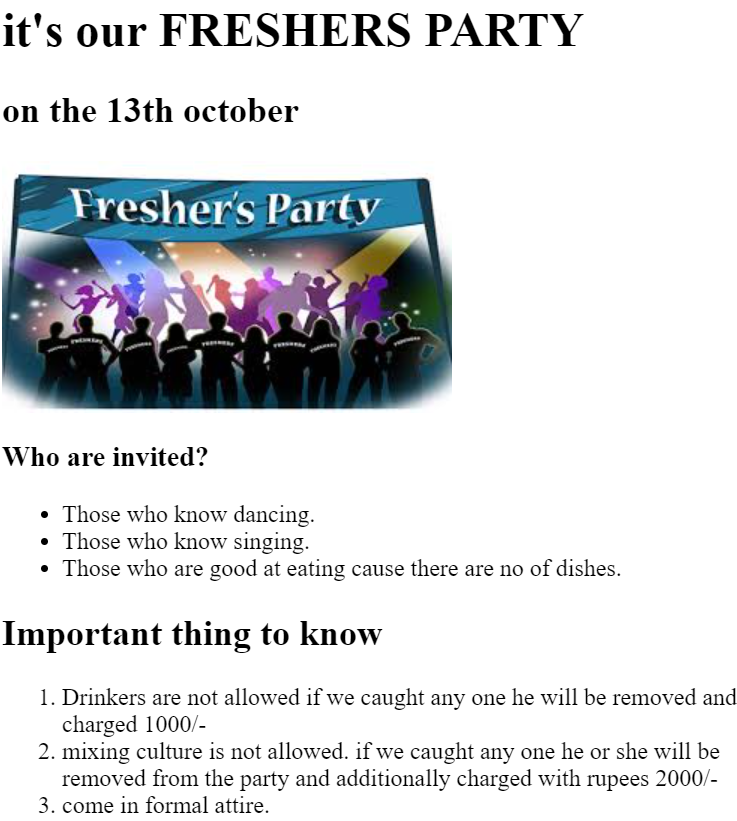 it's our FRESHERS PARTY
on the 13th october
Fresher's Party
FRESHERS
FRESHERS
Who are invited?
• Those who know dancing.
• Those who know singing.
• Those who are good at eating cause there are no of dishes.
Important thing to know
1. Drinkers are not allowed if we caught any one he will be removed and
charged 1000/-
2. mixing culture is not allowed. if we caught any one he or she will be
removed from the party and additionally charged with rupees 2000/-
3. come in formal attire.